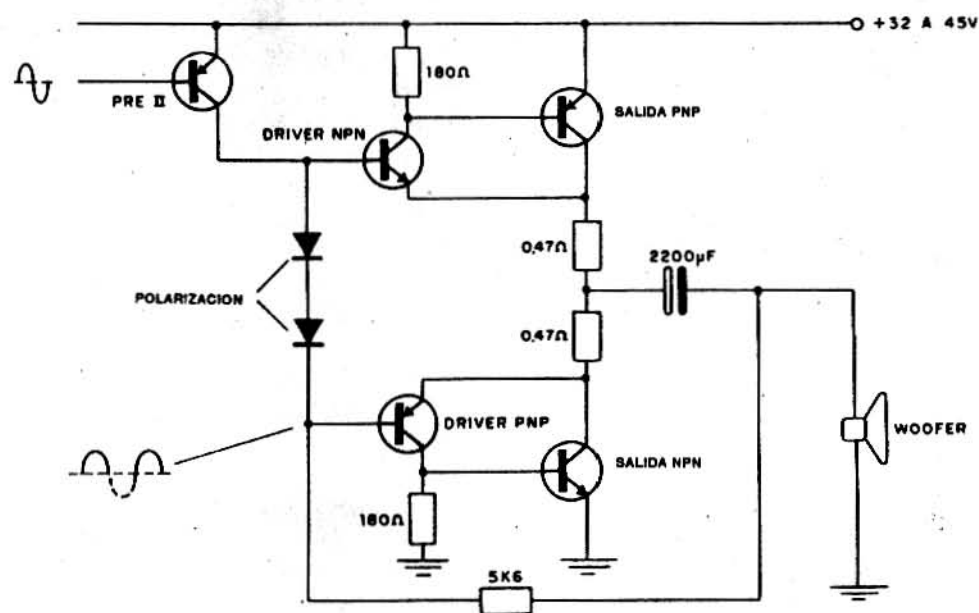 +32 A 45V
180Ω
PRE II
SALIDA PNP
DRIVER NPN
0,47Ω
2200µF
POLARIZACION
0,47Ω
DRIVER PNP
WOOFER
SALIDA NPN
180Ω
5K6